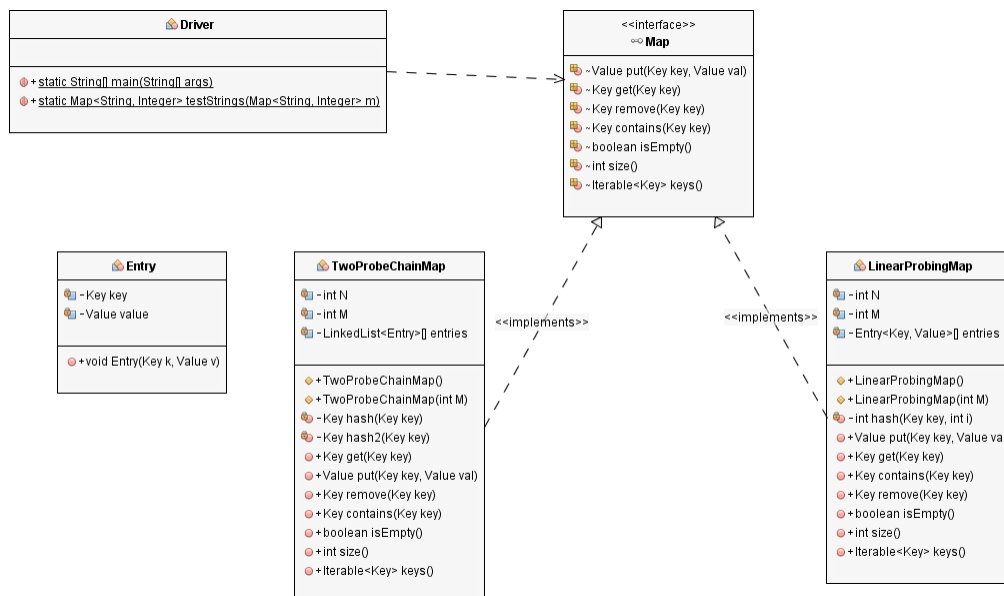 Driver
+static String[] main(String[] args)
+static Map<String, Integer> testStrings(Map<String, Integer> m)
<<interface>>
Map
~Value put(Key key, Value val)
~Key get(Key key)
~Key remove(Key key)
~Key contains(Key key)
~boolean isEmpty()
~int size()
~Iterable<Key> keys()
Entry
-Key key
-Value value
+void Entry(Key k, Value v)
TwoProbeChainMap
-int N
-int M
-LinkedList<Entry>[] entries
+TwoProbeChainMap()
+TwoProbeChainMap(int M)
-Key hash(Key key)
-Key hash2(Key key)
+Key get(Key key)
+Value put(Key key, Value val)
+Key remove(Key key)
+Key contains(Key key)
+boolean isEmpty()
+int size()
+Iterable<Key> keys()
<<implements>>
<<implements>>
LinearProbingMap
-int N
-int M
-Entry<Key, Value>[] entries
+LinearProbingMap()
+LinearProbingMap(int M)
-int hash(Key key, int i)
+Value put(Key key, Value va
+Key get(Key key)
+Key contains(Key key)
+Key remove(Key key)
+boolean isEmpty()
+int size()
+Iterable<Key> keys()